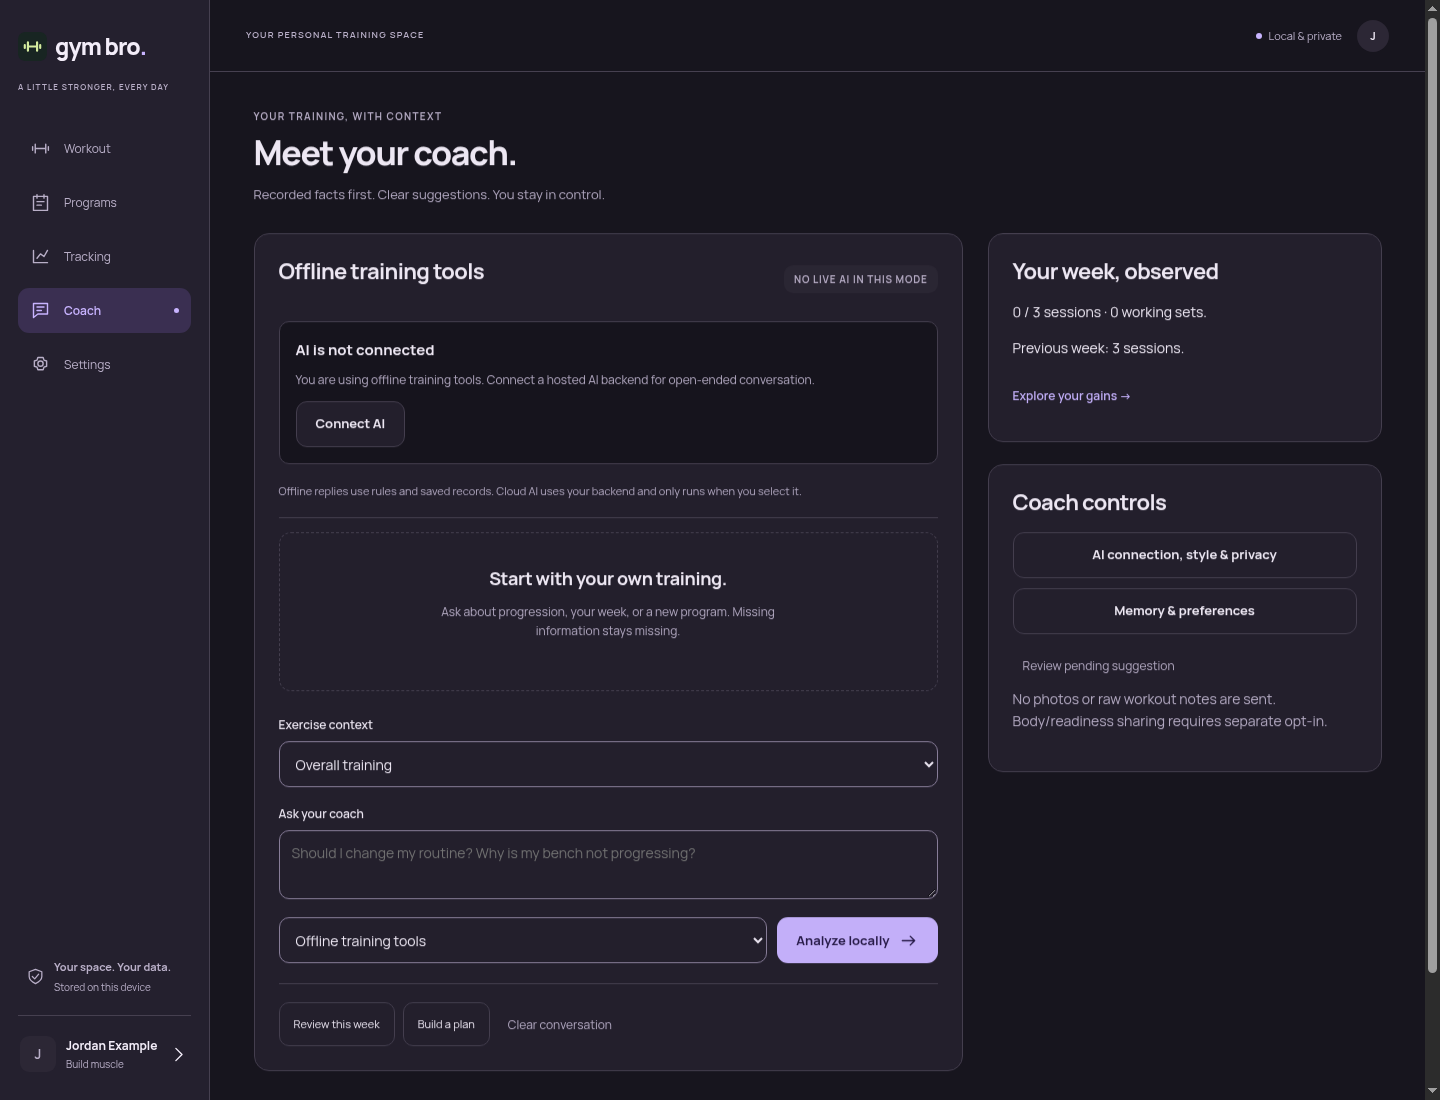 gym bro.
A LITTLE STRONGER, EVERY DAY
Workout
Programs
Tracking
Coach
Settings
Your space. Your data.
Stored on this device
J
Jordan Example
Build muscle
YOUR PERSONAL TRAINING SPACE
Local & private
J
YOUR TRAINING, WITH CONTEXT
Meet your coach.
Recorded facts first. Clear suggestions. You stay in control.
Offline training tools
NO LIVE AI IN THIS MODE
AI is not connected
You are using offline training tools. Connect a hosted AI backend for open-ended conversation.
Connect AI
Offline replies use rules and saved records. Cloud AI uses your backend and only runs when you select it.
Start with your own training.
Ask about progression, your week, or a new program. Missing
information stays missing.
Exercise context
Overall training
Ask your coach
Should I change my routine? Why is my bench not progressing?
Offline training tools
Analyze locally →
Review this week
Build a plan
Clear conversation
Your week, observed
0 / 3 sessions · 0 working sets.
Previous week: 3 sessions.
Explore your gains →
Coach controls
AI connection, style & privacy
Memory & preferences
Review pending suggestion
No photos or raw workout notes are sent.
Body/readiness sharing requires separate opt-in.